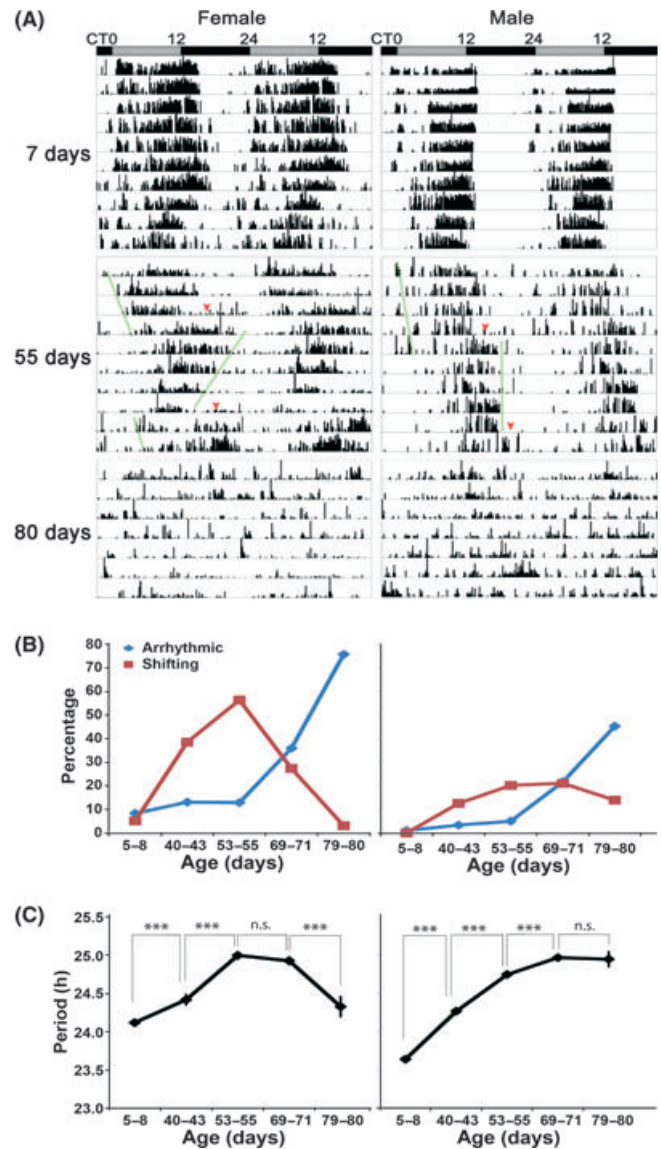 (A)
Female Male
CT0 12 24 12 CT0 12 24 12
7 days
55 days
80 days
(B)
Arrhythmic
Shifting
Percentage
80
70
60
50
40
30
20
10
0
5–8 40–43 53–55 69–71 79–80 5–8 40–43 53–55 69–71 79–80
Age (days) Age (days)
(C)
Period (h)
25.5
25.0
24.5
24.0
23.5
23.0
*** *** n.s. *** *** *** *** n.s.
5–8 40–43 53–55 69–71 79–80 5–8 40–43 53–55 69–71 79–80
Age (days) Age (days)